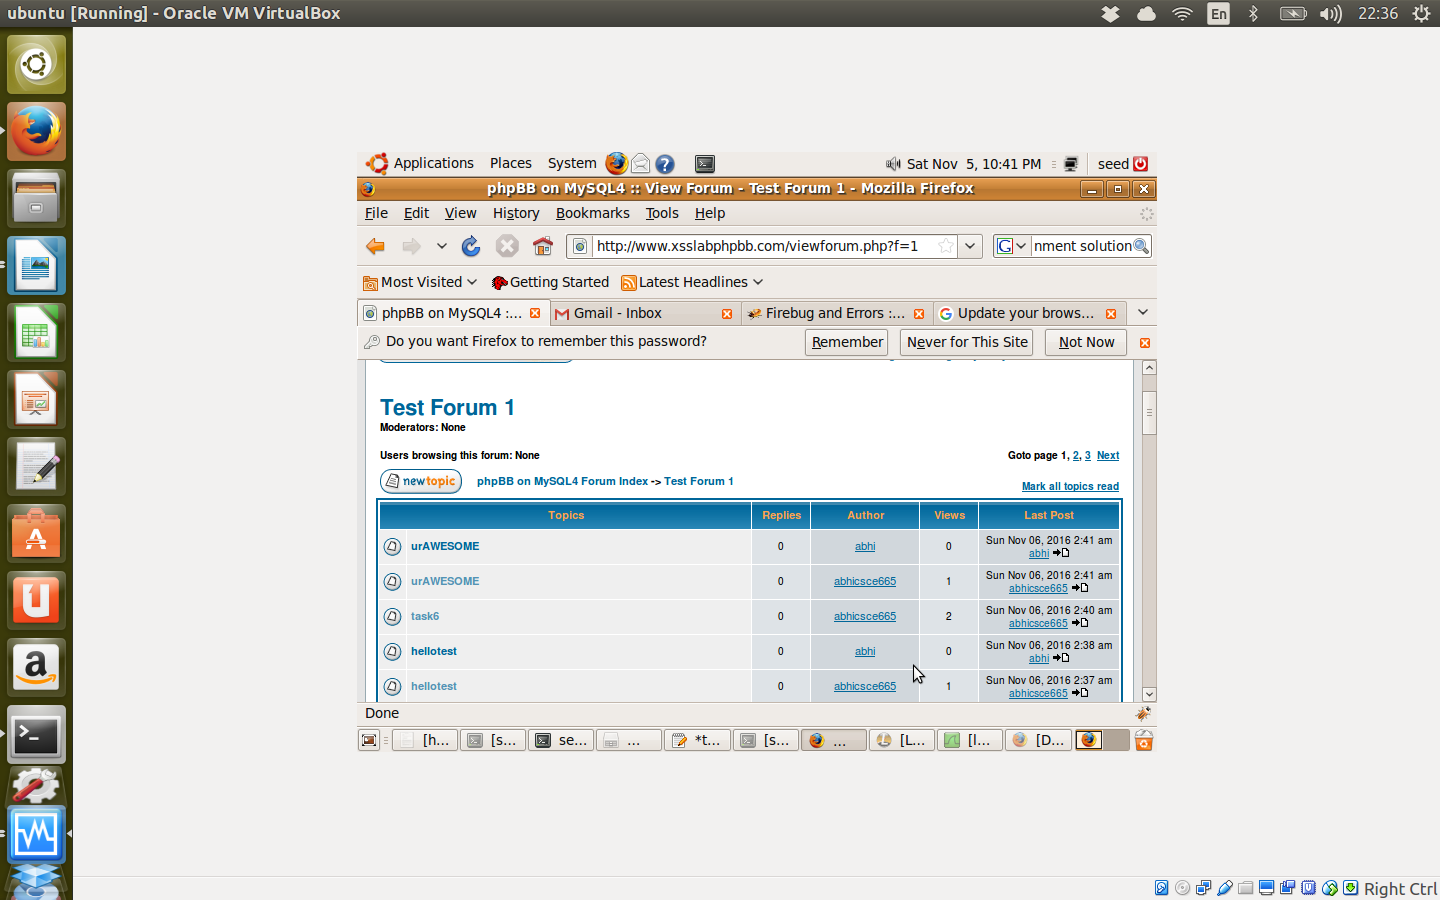 ubuntu [Running] - Oracle VM VirtualBox
En
22:36
Applications Places System
Sat Nov 5, 10:41 PM
seed
phpBB on MySQL4 :: View Forum - Test Forum 1 - Mozilla Firefox
File Edit View History Bookmarks Tools Help
http://www.xsslabphpbb.com/viewforum.php?f=1
G
nment solution
Most Visited Getting Started Latest Headlines
phpBB on MySQL4 :... Gmail - Inbox Firebug and Errors :... Update your brows...
Do you want Firefox to remember this password? Remember Never for This Site Not Now
Test Forum 1
Moderators: None
Users browsing this forum: None
Goto page 1, 2, 3 Next
newtopic phpBB on MySQL4 Forum Index -> Test Forum 1
Mark all topics read
Topics Replies Author Views Last Post
urAWESOME 0 abhi 0 Sun Nov 06, 2016 2:41 am
abhi
urAWESOME 0 abhicsce665 1 Sun Nov 06, 2016 2:41 am
abhicsce665
task6 0 abhicsce665 2 Sun Nov 06, 2016 2:40 am
abhicsce665
hellotest 0 abhi 0 Sun Nov 06, 2016 2:38 am
abhi
hellotest 0 abhicsce665 1 Sun Nov 06, 2016 2:37 am
abhicsce665
Done
[h... [s... se... ... *t... [s... ... [L... [I... [D...
Right Ctrl